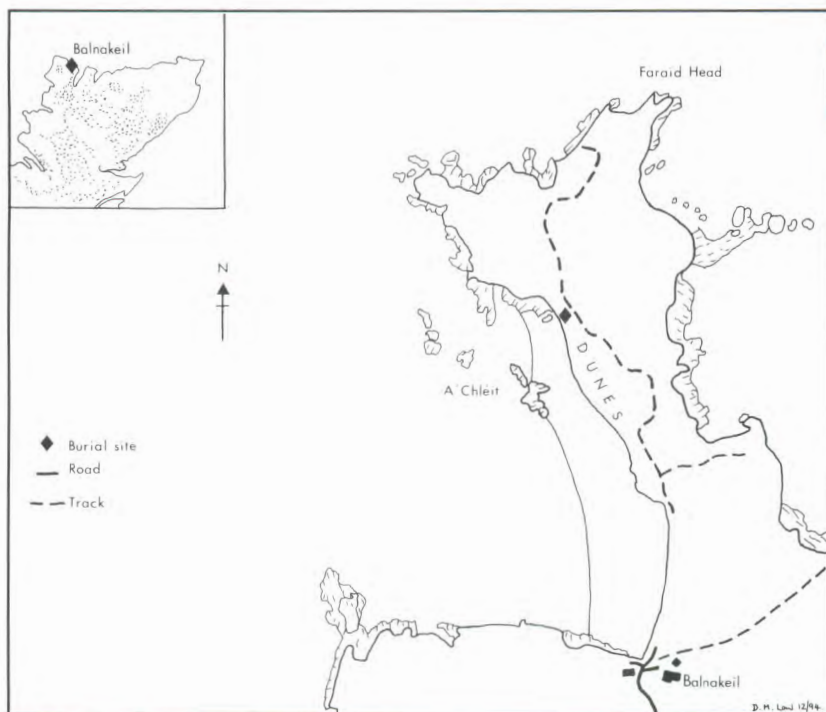 Balnakeil
Faraid Head
N
DUNES
A'Chlèit
Burial site
Road
Track
Balnakeil
D.M. Low 12/94